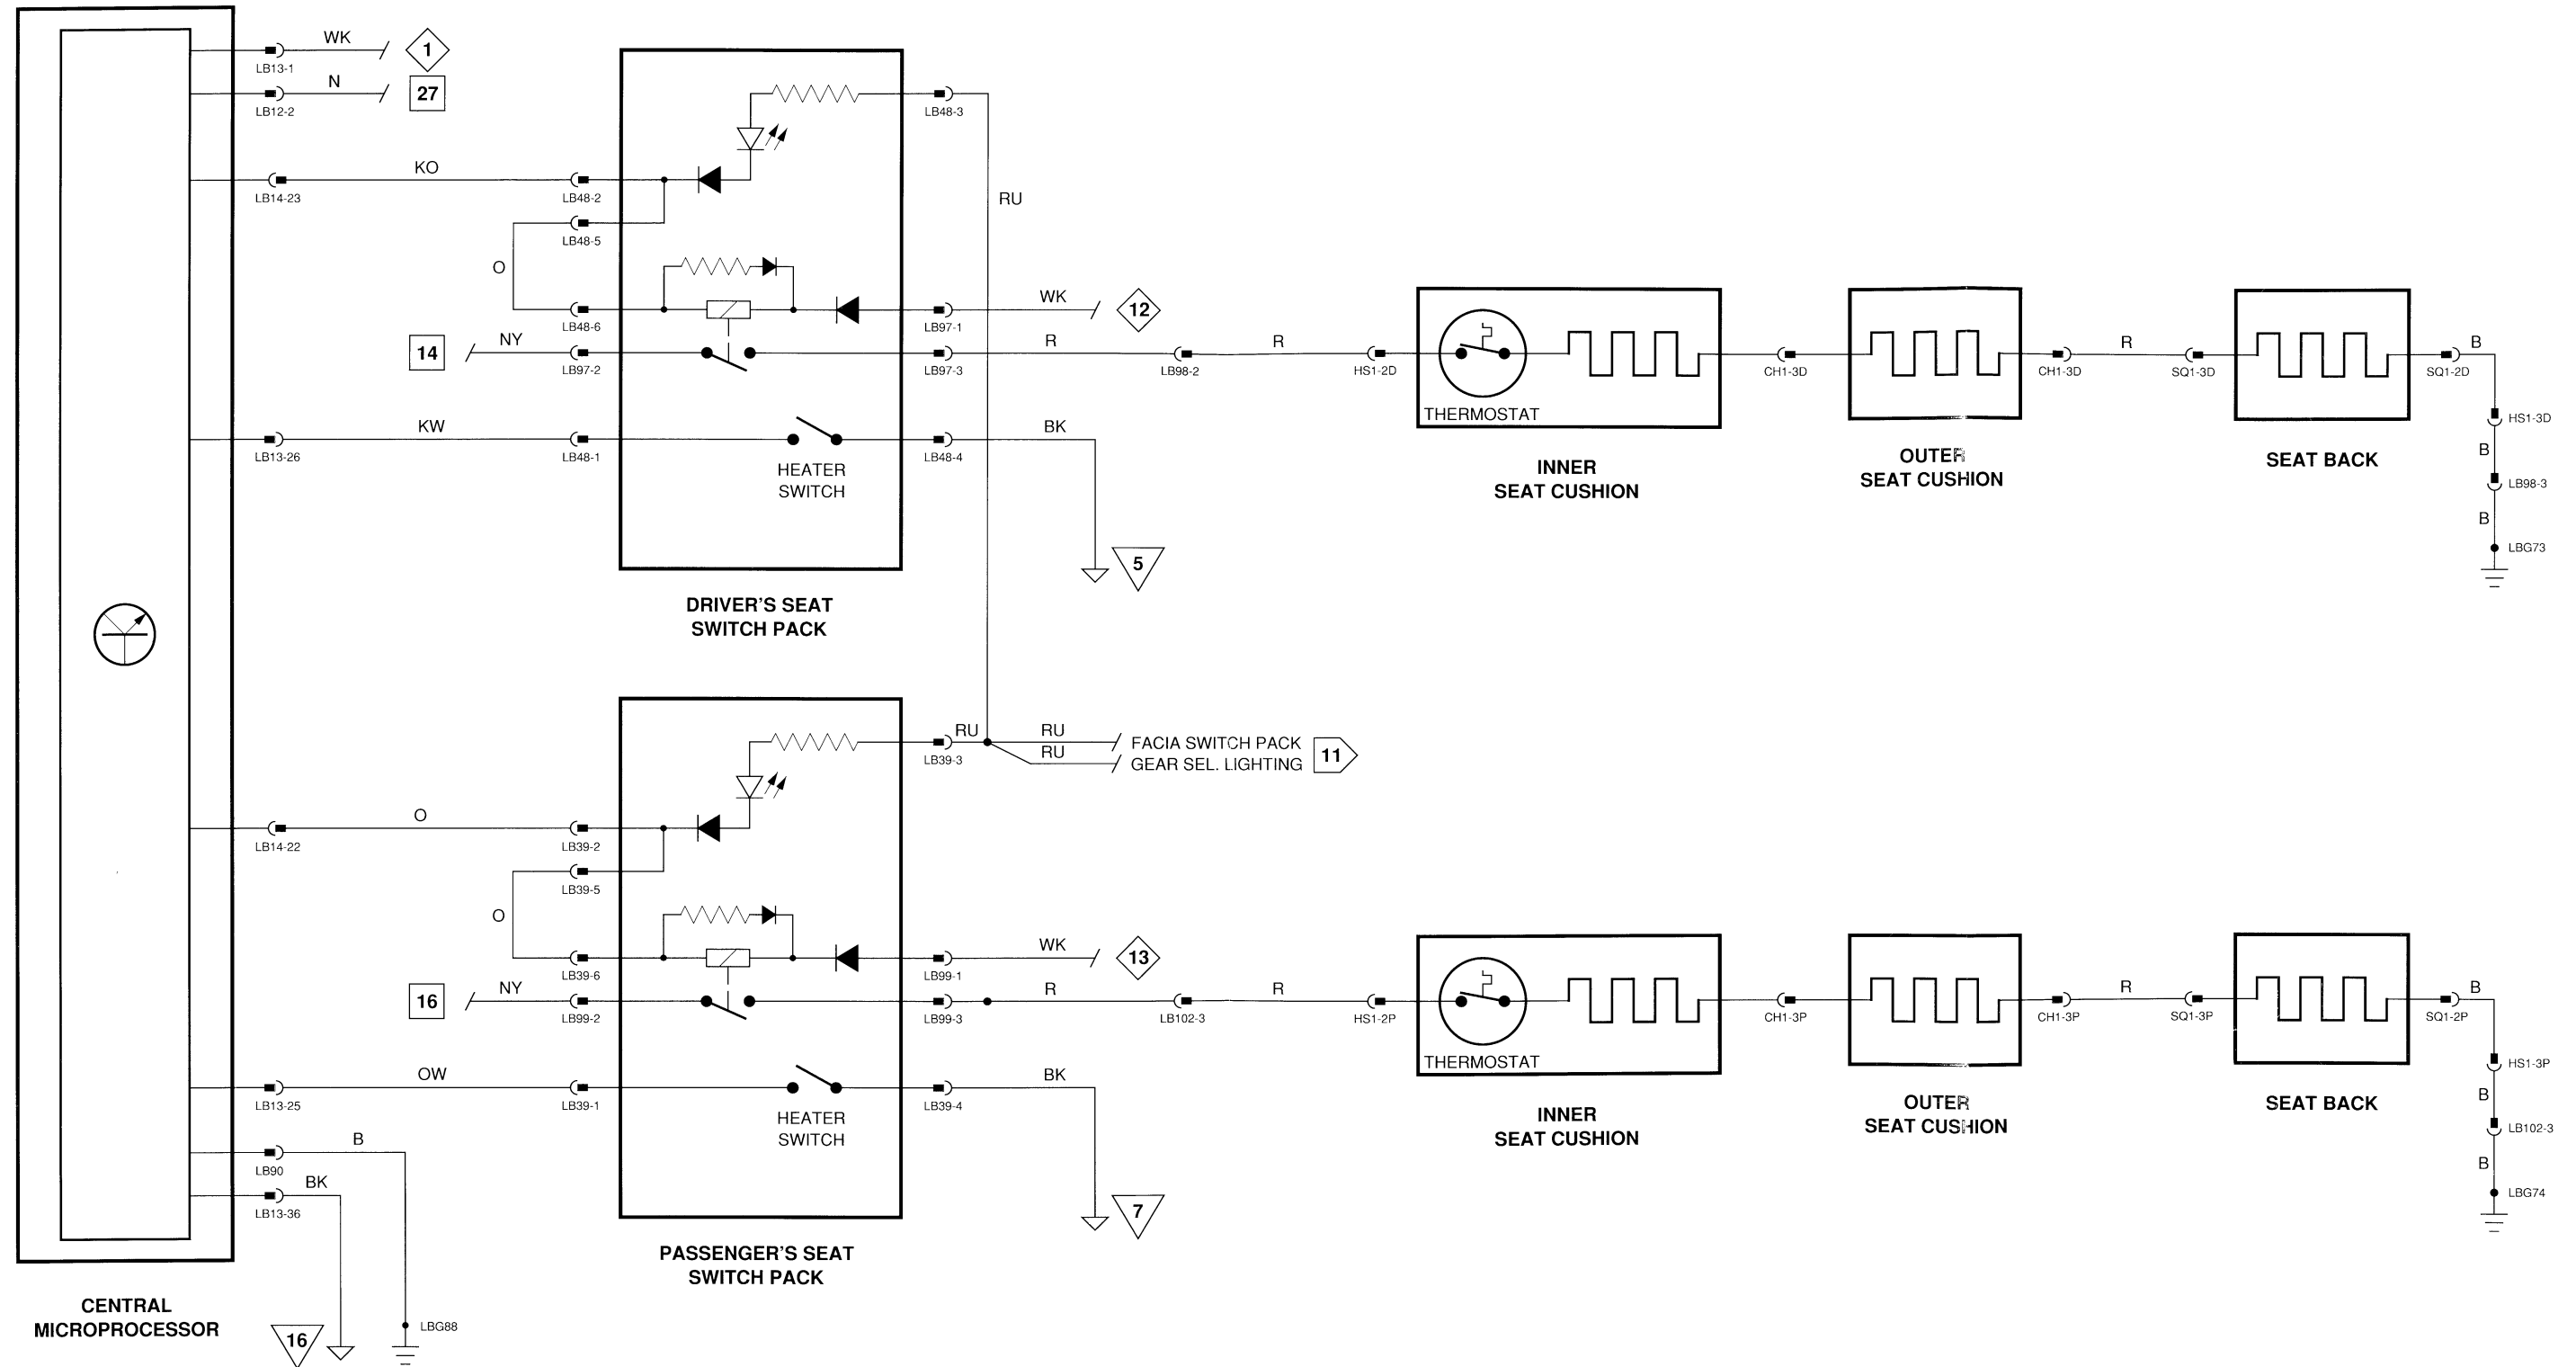 WK
1
LB13-1
N
27
LB12-2
LB48-3
KO
LB14-23
LB48-2
RU
LB48-5
O
WK
12
LB48-6
LB97-1
14
NY
R
R
R
B
LB97-2
LB97-3
LB98-2
HS1-2D
CH1-3D
CH1-3D
SQ1-3D
SQ1-2D
THERMOSTAT
HS1-3D
KW
BK
B
LB13-26
LB48-1
LB48-4
HEATER
SWITCH
INNER
SEAT CUSHION
OUTER
SEAT CUSHION
SEAT BACK
LB98-3
B
LBG73
5
DRIVER'S SEAT
SWITCH PACK
RU
RU
RU
FACIA SWITCH PACK
GEAR SEL. LIGHTING
11
LB39-3
O
LB14-22
LB39-2
LB39-5
O
WK
13
LB39-6
LB99-1
16
NY
R
R
R
B
LB99-2
LB99-3
LB102-3
HS1-2P
CH1-3P
CH1-3P
SQ1-3P
SQ1-2P
THERMOSTAT
HS1-3P
OW
BK
B
LB13-25
LB39-1
LB39-4
HEATER
SWITCH
INNER
SEAT CUSHION
OUTER
SEAT CUSHION
SEAT BACK
LB102-3
B
LB90
B
BK
LB13-36
LBG74
7
PASSENGER'S SEAT
SWITCH PACK
CENTRAL
MICROPROCESSOR
16
LBG88